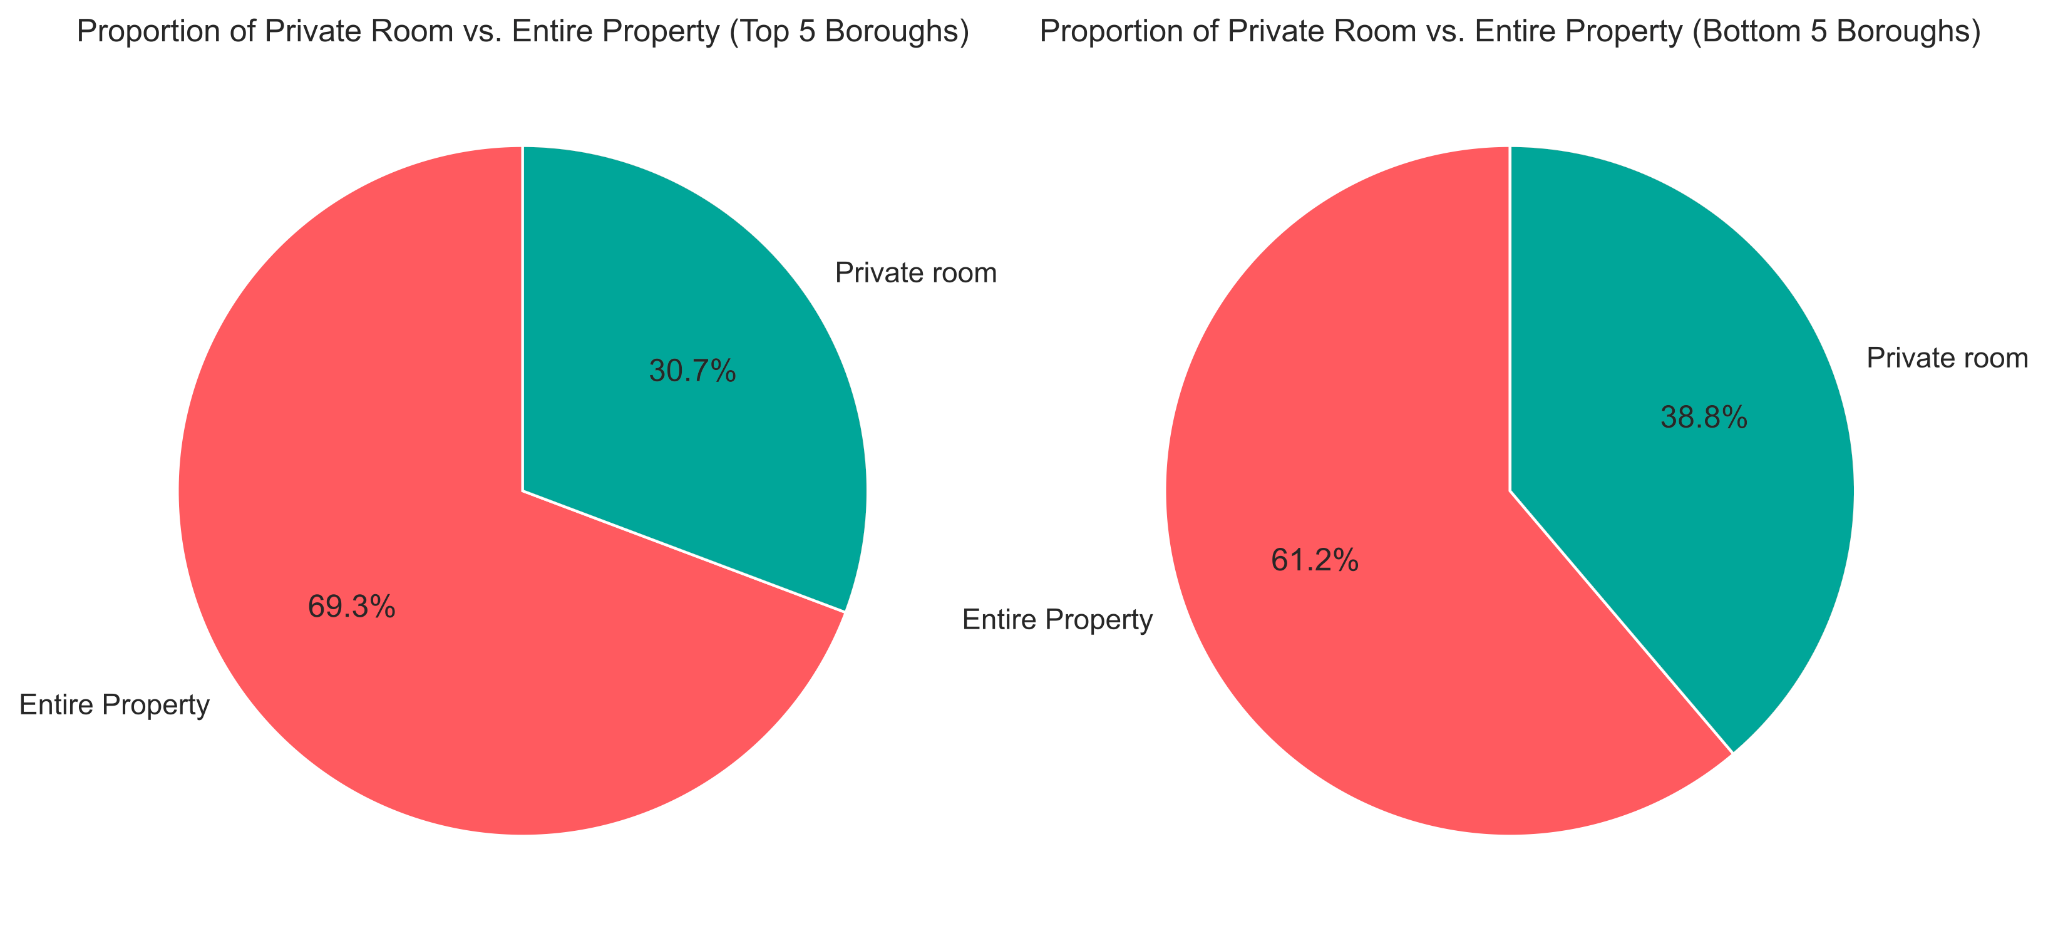 Proportion of Private Room vs. Entire Property (Top 5 Boroughs)
Private room
30.7%
69.3%
Entire Property
Proportion of Private Room vs. Entire Property (Bottom 5 Boroughs)
Private room
38.8%
61.2%
Entire Property